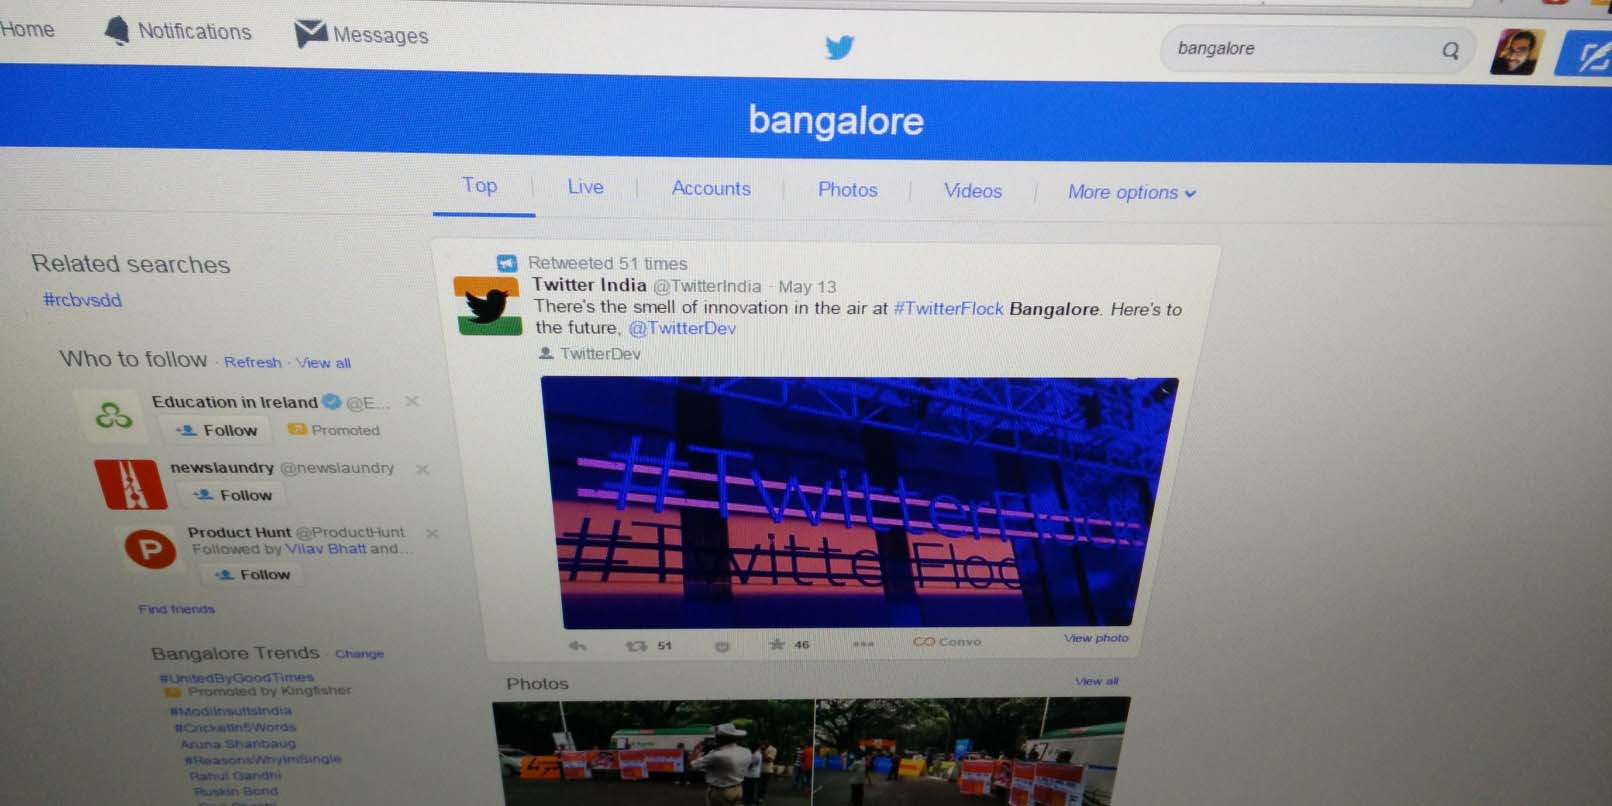 Home
Notifications
Messages
bangalore
bangalore
Top
Live
Accounts
Photos
Videos
More options
Related searches
#rcbvsdd
Who to follow · Refresh · View all
Education in Ireland @E...
Follow
Promoted
newslaundry @newslaundry
Follow
Product Hunt @ProductHunt
Followed by Vilav Bhatt and...
Follow
Find friends
Bangalore Trends · Change
#UnitedByGoodTimes
Promoted by Kingfisher
#ModiInsultsIndia
#CricketIn5Words
Aruna Shanbaug
#ReasonsWhyImSingle
Rahul Gandhi
Ruskin Bond
Retweeted 51 times
Twitter India @TwitterIndia · May 13
There's the smell of innovation in the air at #TwitterFlock Bangalore. Here's to
the future, @TwitterDev
TwitterDev
#TwitterFlock
#TwitterFloc
51
46
Convo
View photo
Photos
View all